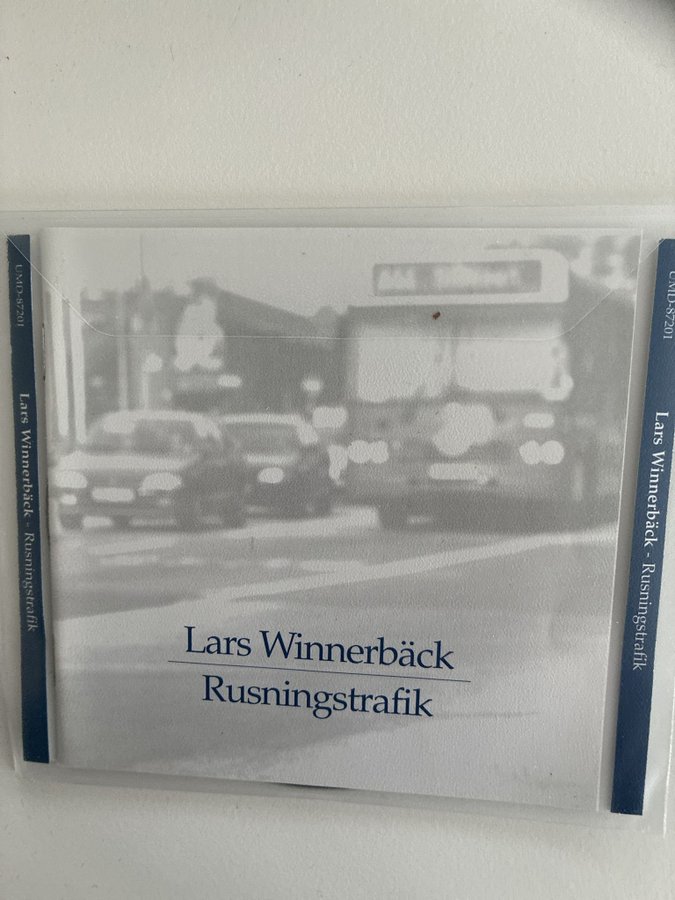 UMD-87201
Lars Winnerbäck - Rusningstrafik
Lars Winnerbäck
Rusningstrafik
UMD-87201
Lars Winnerbäck - Rusningstrafik